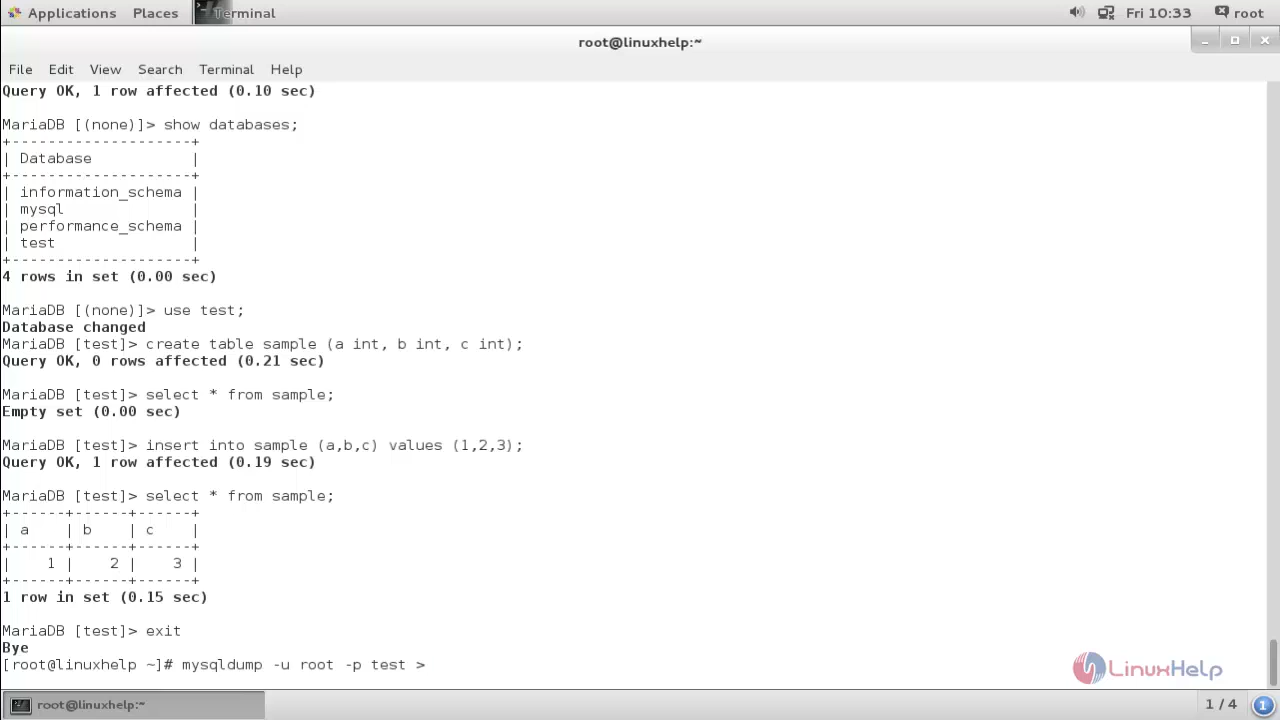 Applications Places Terminal Fri 10:33 root
root@linuxhelp:~
File Edit View Search Terminal Help
Query OK, 1 row affected (0.10 sec)
MariaDB [(none)]> show databases;
+--------------------+
| Database           |
+--------------------+
| information_schema |
| mysql              |
| performance_schema |
| test               |
+--------------------+
4 rows in set (0.00 sec)
MariaDB [(none)]> use test;
Database changed
MariaDB [test]> create table sample (a int, b int, c int);
Query OK, 0 rows affected (0.21 sec)
MariaDB [test]> select * from sample;
Empty set (0.00 sec)
MariaDB [test]> insert into sample (a,b,c) values (1,2,3);
Query OK, 1 row affected (0.19 sec)
MariaDB [test]> select * from sample;
+------+------+------+
| a    | b    | c    |
+------+------+------+
|    1 |    2 |    3 |
+------+------+------+
1 row in set (0.15 sec)
MariaDB [test]> exit
Bye
[root@linuxhelp ~]# mysqldump -u root -p test >
LinuxHelp
root@linuxhelp:~ 1 / 4 1